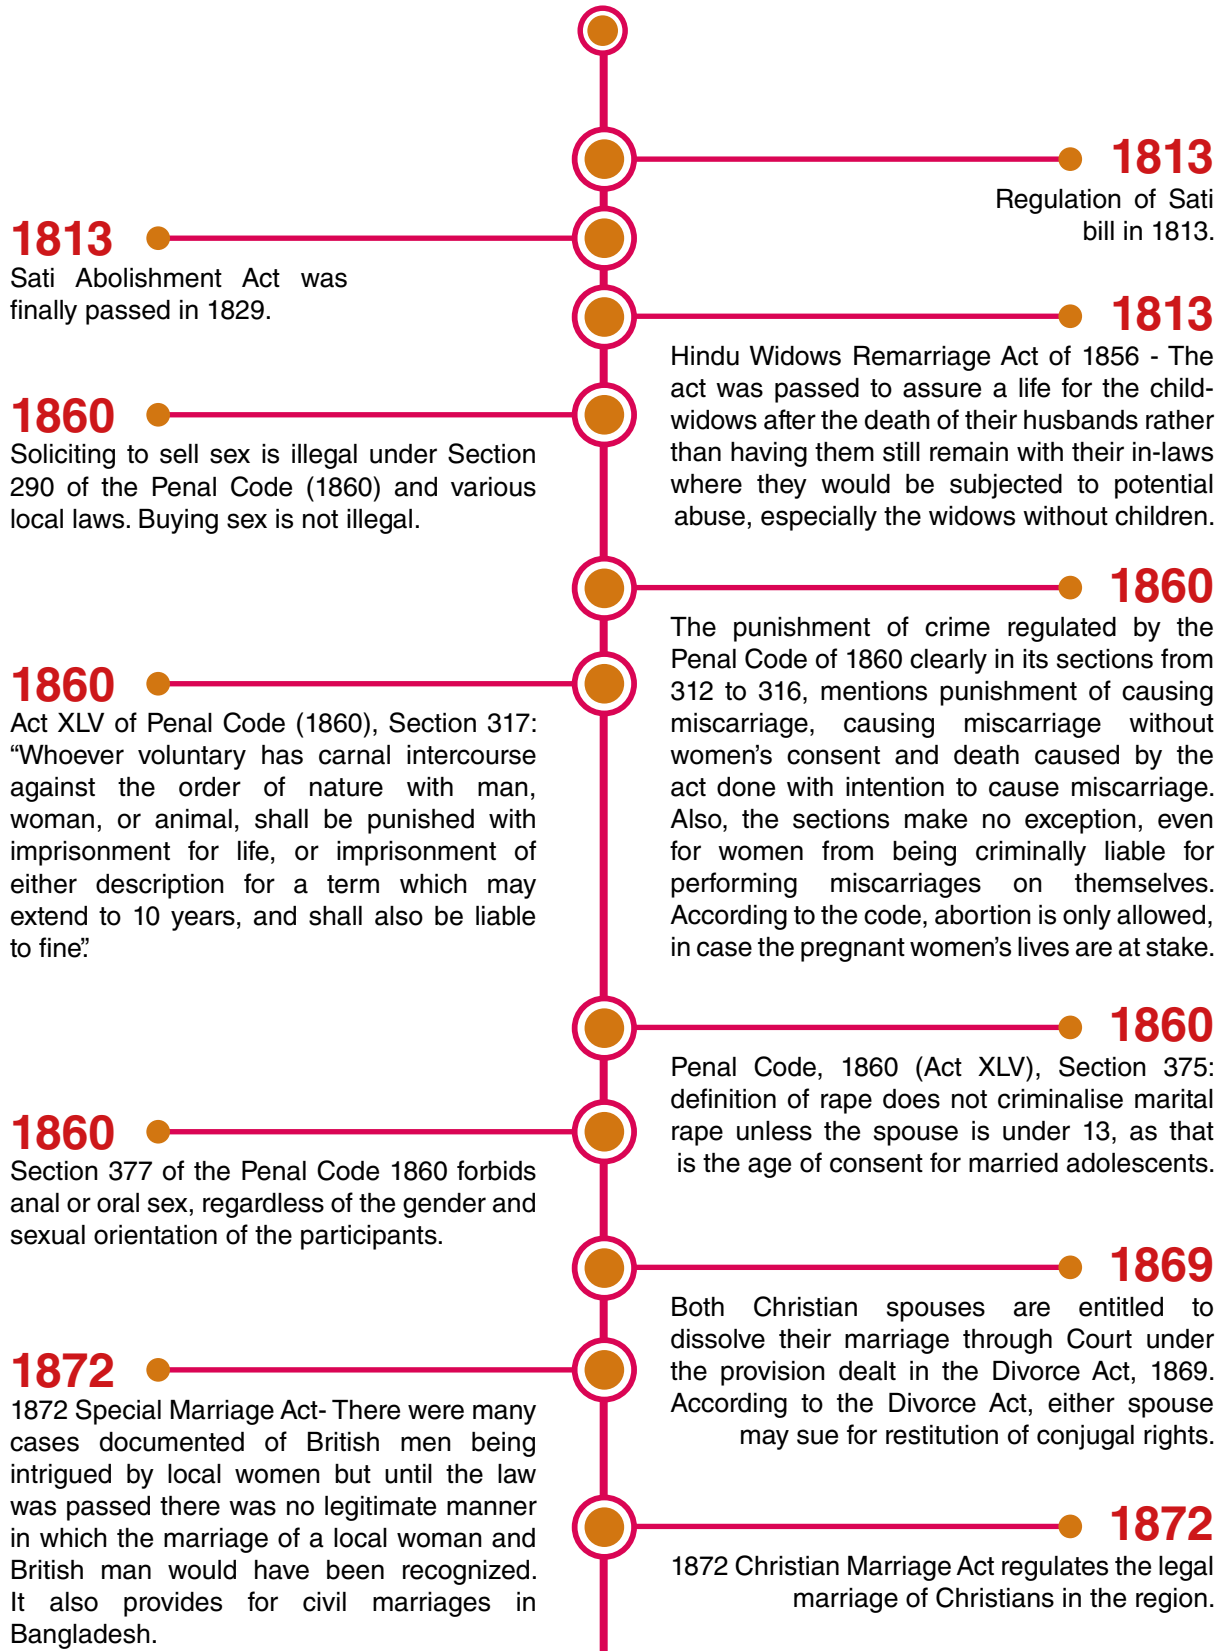 1813
Regulation of Sati
bill in 1813.
1813
Sati Abolishment Act was
finally passed in 1829.
1813
Hindu Widows Remarriage Act of 1856 - The
act was passed to assure a life for the child-
widows after the death of their husbands rather
than having them still remain with their in-laws
where they would be subjected to potential
abuse, especially the widows without children.
1860
Soliciting to sell sex is illegal under Section
290 of the Penal Code (1860) and various
local laws. Buying sex is not illegal.
1860
The punishment of crime regulated by the
Penal Code of 1860 clearly in its sections from
312 to 316, mentions punishment of causing
miscarriage, causing miscarriage without
women’s consent and death caused by the
act done with intention to cause miscarriage.
Also, the sections make no exception, even
for women from being criminally liable for
performing miscarriages on themselves.
According to the code, abortion is only allowed,
in case the pregnant women’s lives are at stake.
1860
Act XLV of Penal Code (1860), Section 317:
“Whoever voluntary has carnal intercourse
against the order of nature with man,
woman, or animal, shall be punished with
imprisonment for life, or imprisonment of
either description for a term which may
extend to 10 years, and shall also be liable
to fine”.
1860
Penal Code, 1860 (Act XLV), Section 375:
definition of rape does not criminalise marital
rape unless the spouse is under 13, as that
is the age of consent for married adolescents.
1860
Section 377 of the Penal Code 1860 forbids
anal or oral sex, regardless of the gender and
sexual orientation of the participants.
1869
Both Christian spouses are entitled to
dissolve their marriage through Court under
the provision dealt in the Divorce Act, 1869.
According to the Divorce Act, either spouse
may sue for restitution of conjugal rights.
1872
1872 Special Marriage Act- There were many
cases documented of British men being
intrigued by local women but until the law
was passed there was no legitimate manner
in which the marriage of a local woman and
British man would have been recognized.
It also provides for civil marriages in
Bangladesh.
1872
1872 Christian Marriage Act regulates the legal
marriage of Christians in the region.